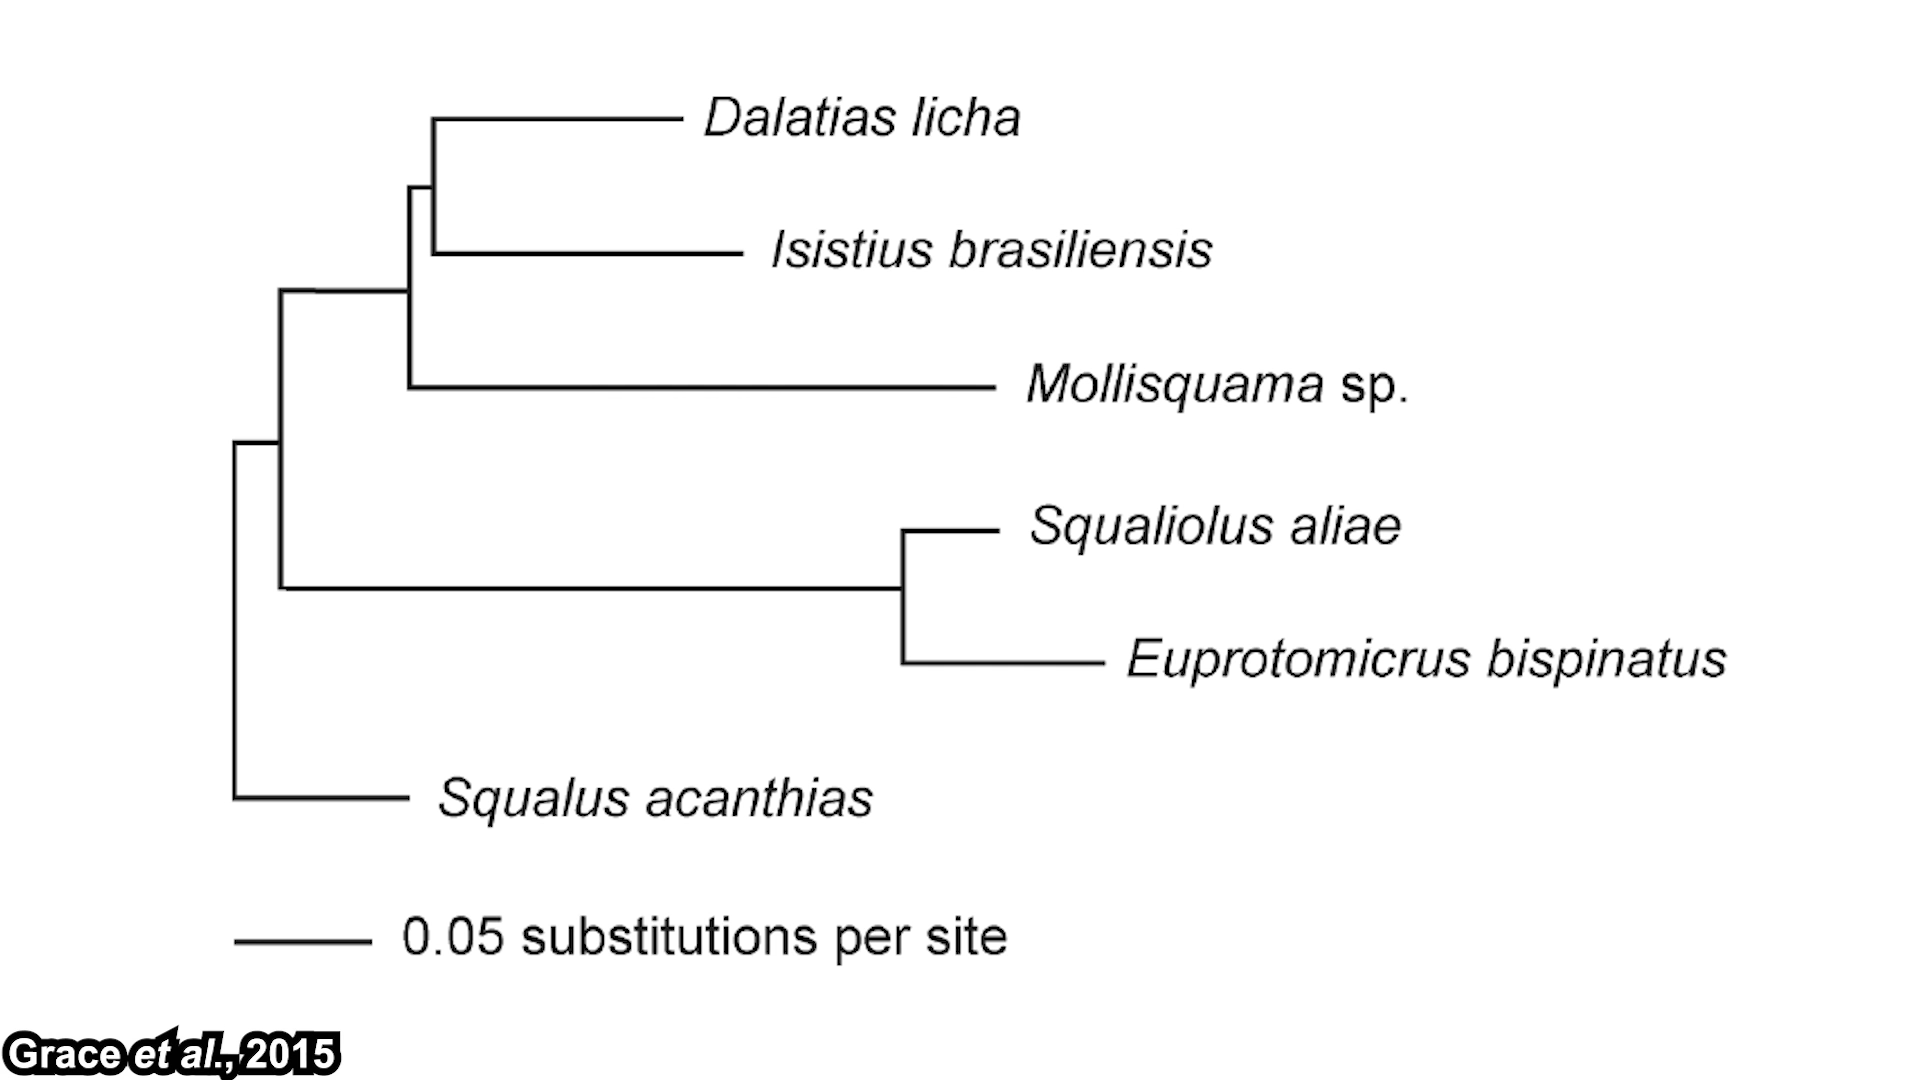 Dalatias licha
Isistius brasiliensis
Mollisquama sp.
Squaliolus aliae
Euprotomicrus bispinatus
Squalus acanthias
0.05 substitutions per site
Grace et al., 2015